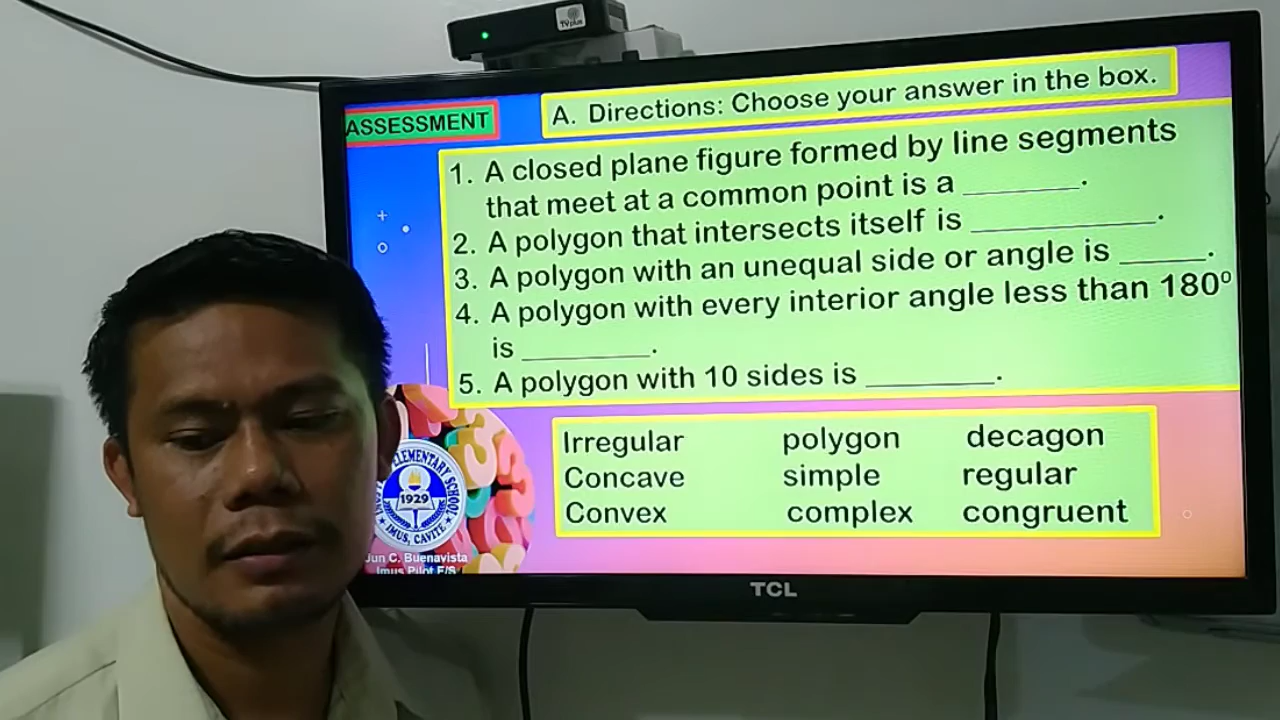 TVplus
ASSESSMENT
A. Directions: Choose your answer in the box.
1. A closed plane figure formed by line segments
that meet at a common point is a _______.
2. A polygon that intersects itself is ___________.
3. A polygon with an unequal side or angle is _____.
4. A polygon with every interior angle less than 180º
is ________.
5. A polygon with 10 sides is ________.
Irregular polygon decagon
Concave simple regular
Convex complex congruent
ELEMENTARY SCHOOL
1929
IMUS, CAVITE
Jun C. Buenavista
Imus Pilot E/S
TCL